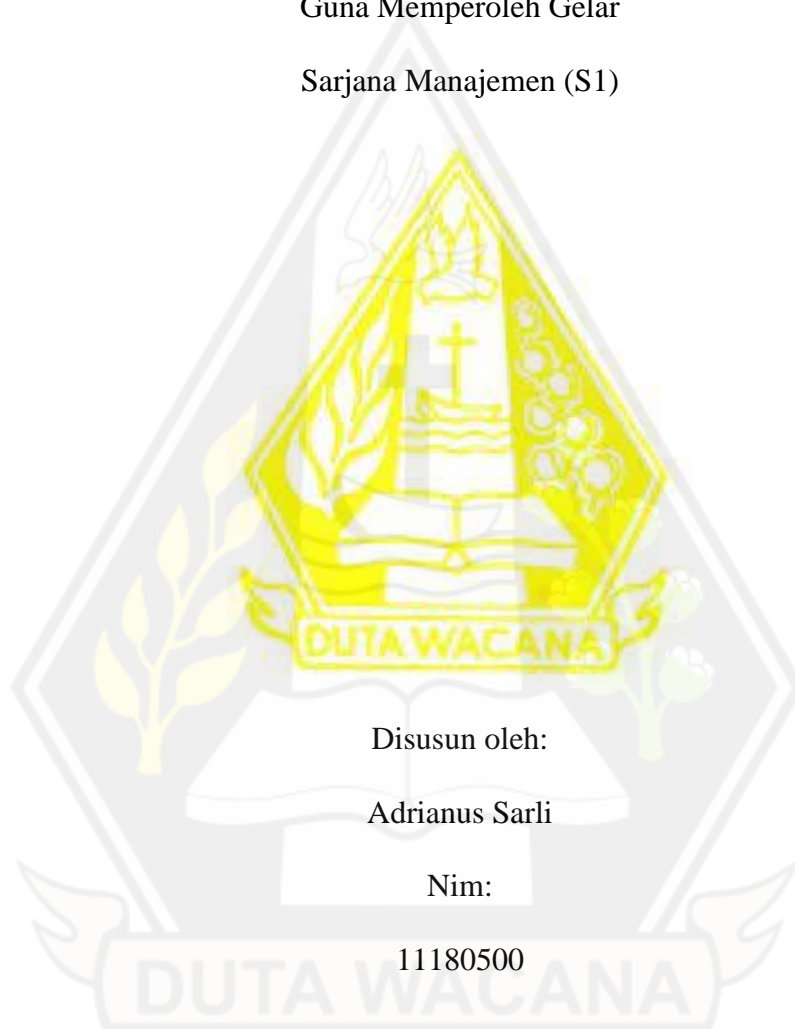 Guna Memperoleh Gelar
Sarjana Manajemen (S1)
DUTA WACANA
Disusun oleh:
Adrianus Sarli
Nim:
11180500
DUTA WACANA